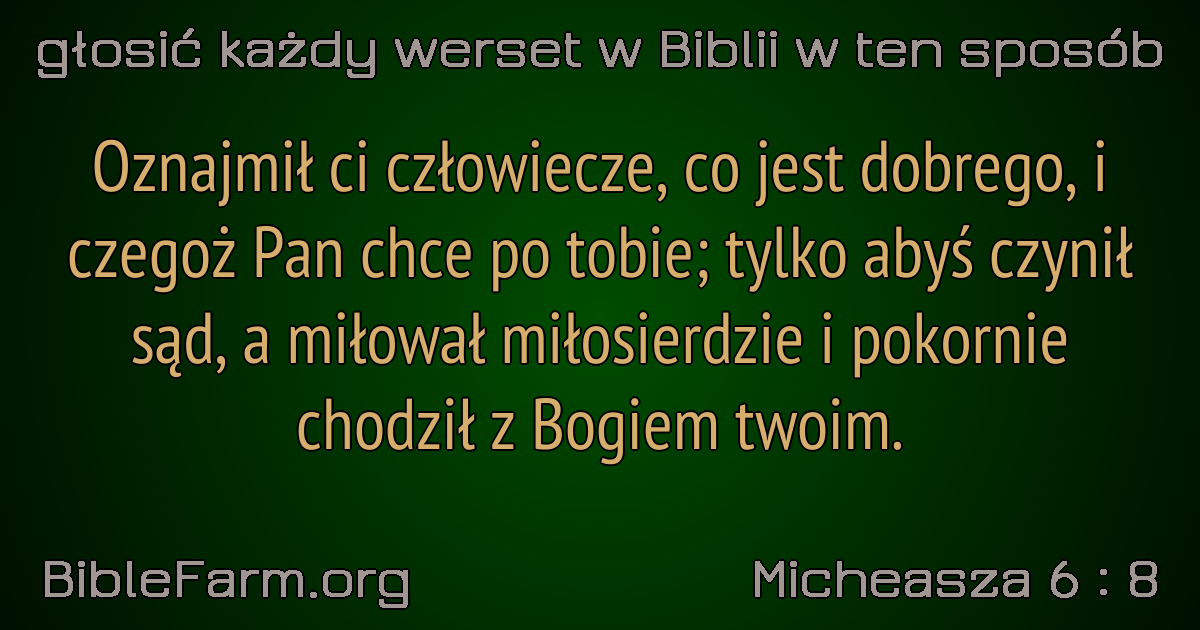 głosić każdy werset w Biblii w ten sposób
Oznajmił ci człowiecze, co jest dobrego, i
czegoż Pan chce po tobie; tylko abyś czynił
sąd, a miłował miłosierdzie i pokornie
chodził z Bogiem twoim.
BibleFarm.org
Micheasza 6 : 8